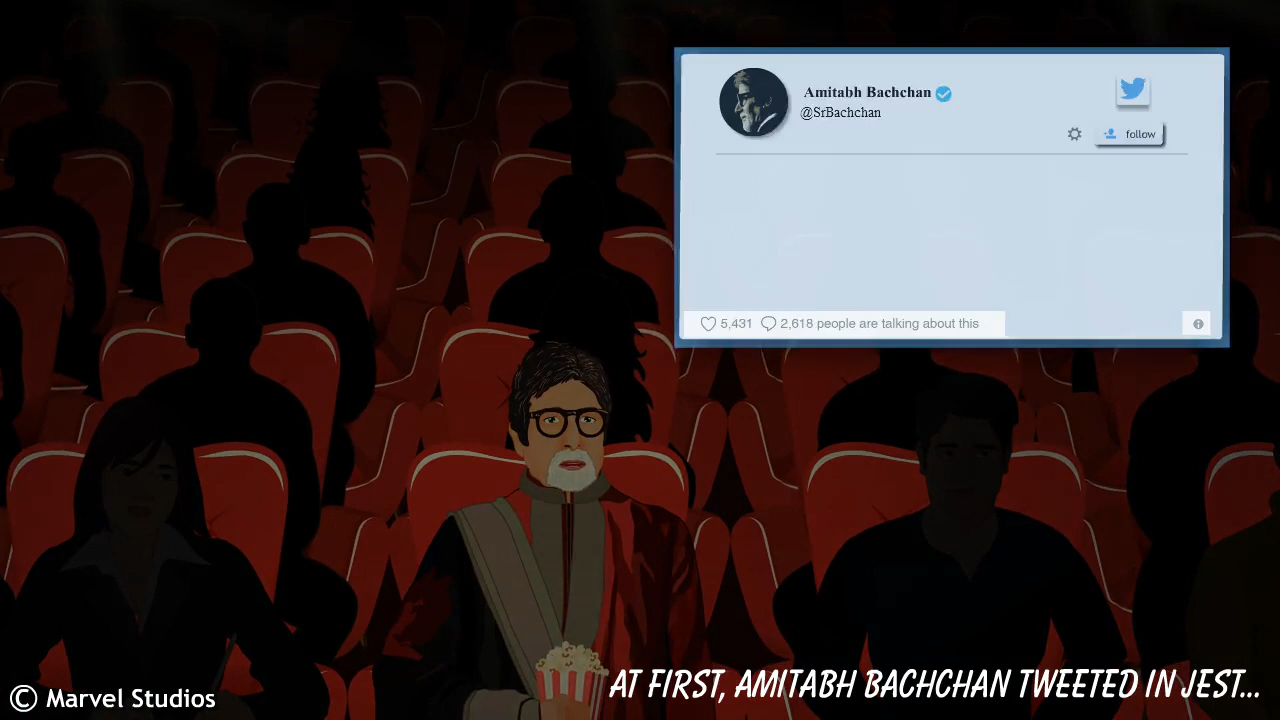 Amitabh Bachchan
@SrBachchan
follow
5,431 2,618 people are talking about this
AT FIRST, AMITABH BACHCHAN TWEETED IN JEST...
© Marvel Studios